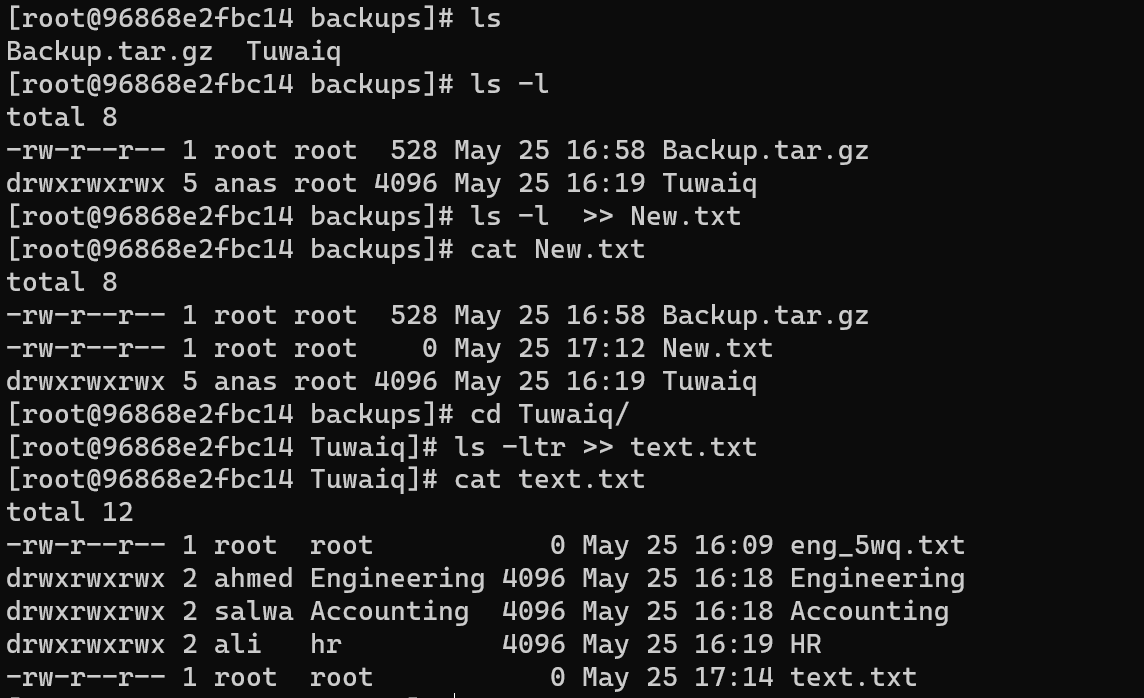 [root@96868e2fbc14 backups]# ls
Backup.tar.gz  Tuwaiq
[root@96868e2fbc14 backups]# ls -l
total 8
-rw-r--r-- 1 root root  528 May 25 16:58 Backup.tar.gz
drwxrwxrwx 5 anas root 4096 May 25 16:19 Tuwaiq
[root@96868e2fbc14 backups]# ls -l  >> New.txt
[root@96868e2fbc14 backups]# cat New.txt
total 8
-rw-r--r-- 1 root root  528 May 25 16:58 Backup.tar.gz
-rw-r--r-- 1 root root    0 May 25 17:12 New.txt
drwxrwxrwx 5 anas root 4096 May 25 16:19 Tuwaiq
[root@96868e2fbc14 backups]# cd Tuwaiq/
[root@96868e2fbc14 Tuwaiq]# ls -ltr >> text.txt
[root@96868e2fbc14 Tuwaiq]# cat text.txt
total 12
-rw-r--r-- 1 root  root           0 May 25 16:09 eng_5wq.txt
drwxrwxrwx 2 ahmed Engineering 4096 May 25 16:18 Engineering
drwxrwxrwx 2 salwa Accounting  4096 May 25 16:18 Accounting
drwxrwxrwx 2 ali   hr          4096 May 25 16:19 HR
-rw-r--r-- 1 root  root           0 May 25 17:14 text.txt